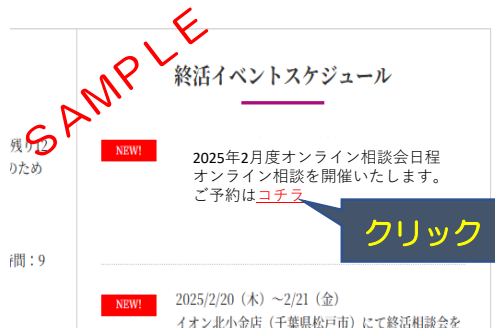 SAMPLE
終活イベントスケジュール
残り12
のため
NEW!
2025年2月度オンライン相談会日程
オンライン相談を開催いたします。
ご予約はコチラ
クリック
時間：9
NEW!
2025/2/20（木）～2/21（金）
イオン北小金店（千葉県松戸市）にて終活相談会を